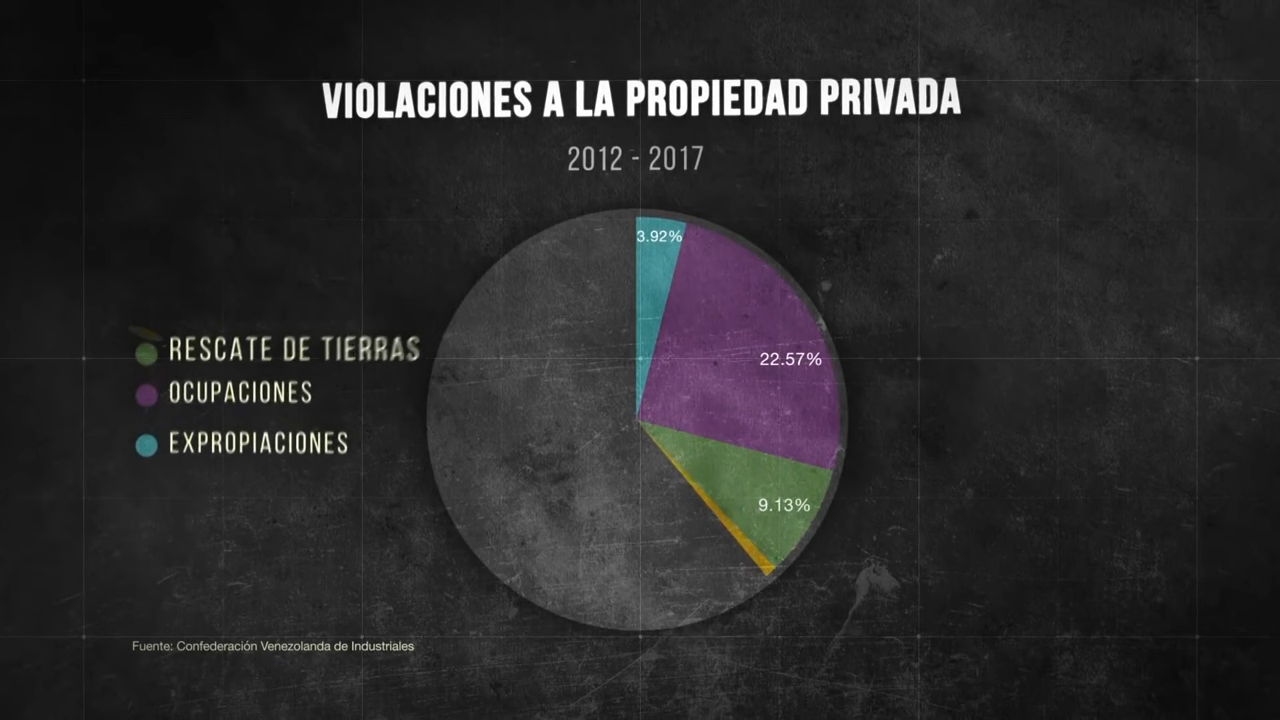 VIOLACIONES A LA PROPIEDAD PRIVADA
2012 - 2017
3.92%
22.57%
RESCATE DE TIERRAS
OCUPACIONES
EXPROPIACIONES
9.13%
Fuente: Confederación Venezolanda de Industriales